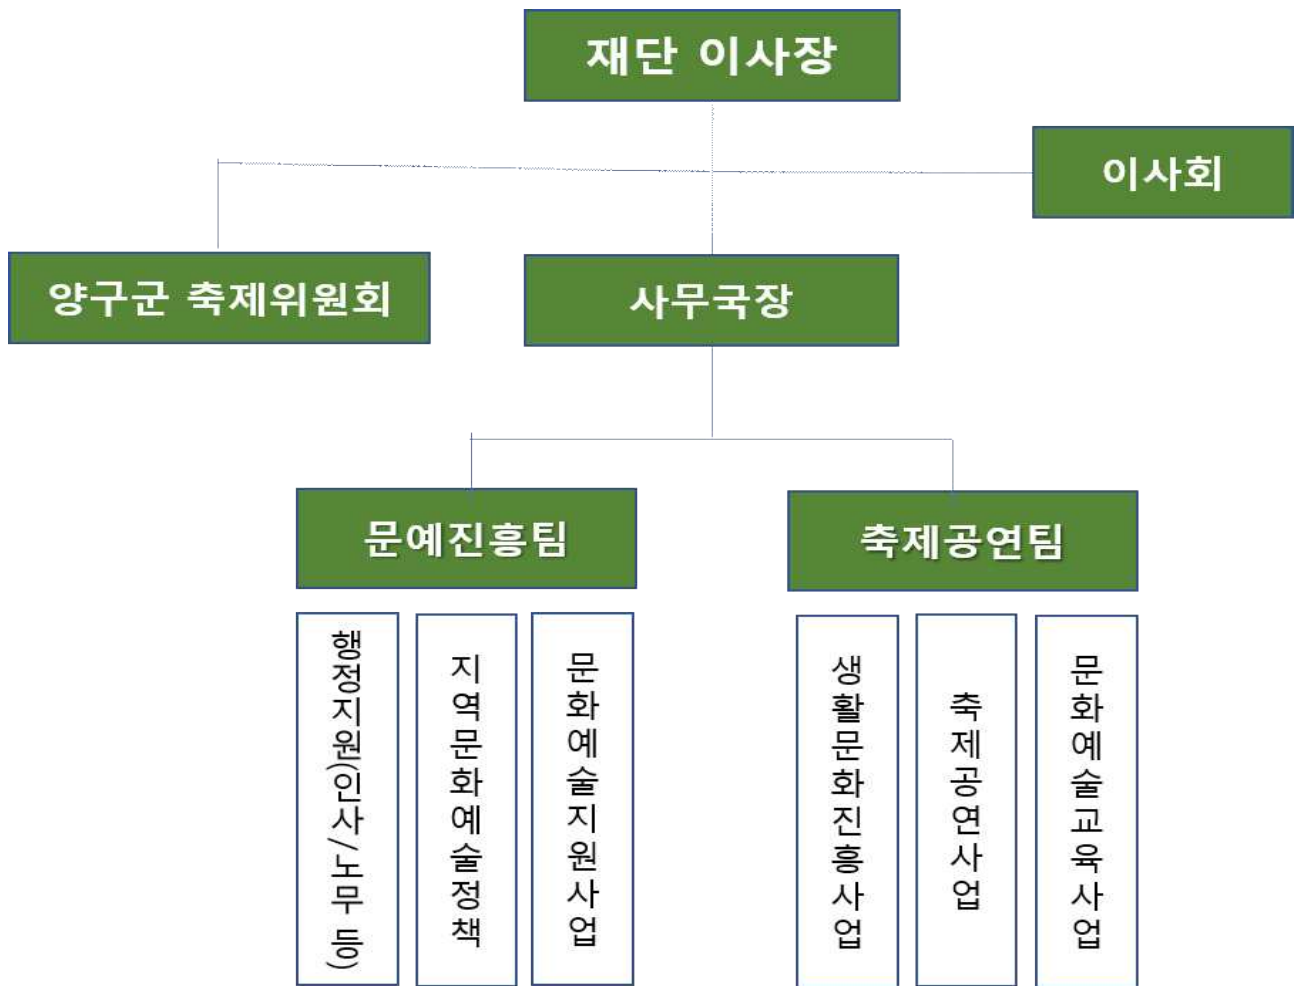 재단 이사장
이사회
양구군 축제위원회
사무국장
문예진흥팀
축제공연팀
행정지원(인사/노무 등)
지역문화예술정책
문화예술지원사업
생활문화진흥사업
축제공연사업
문화예술교육사업